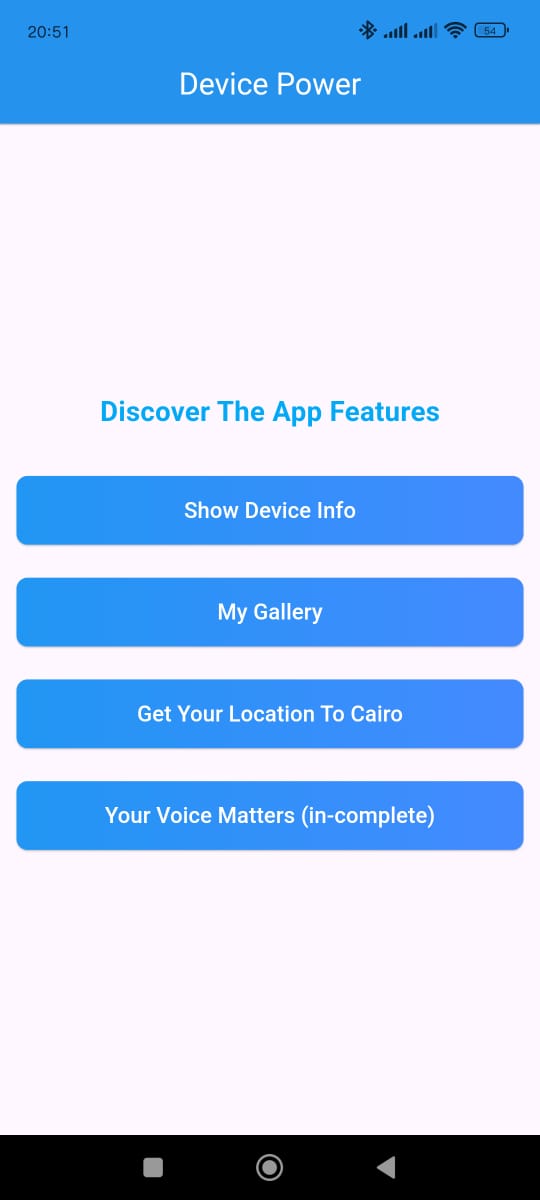 20:51
54
Device Power
Discover The App Features
Show Device Info
My Gallery
Get Your Location To Cairo
Your Voice Matters (in-complete)